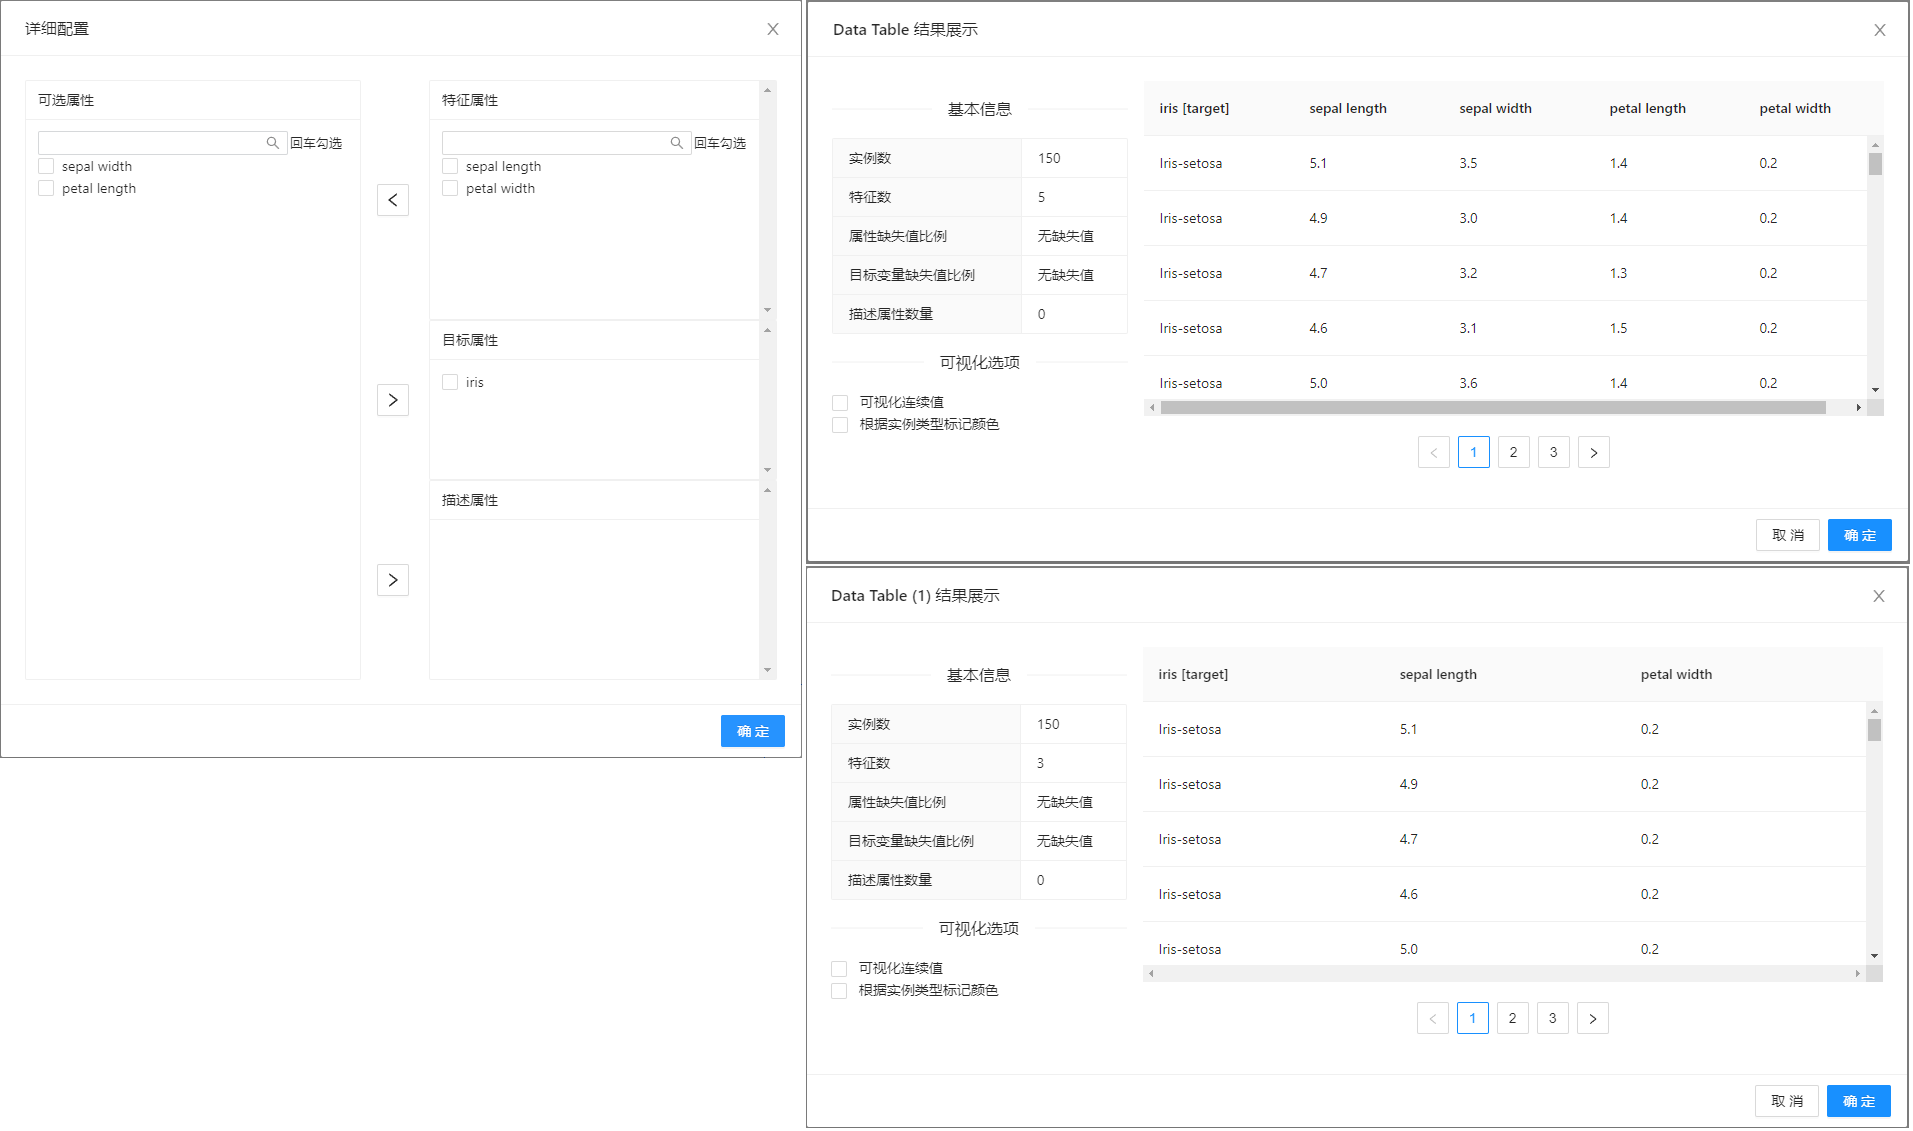 详细配置
可选属性
回车勾选
sepal width
petal length
特征属性
回车勾选
sepal length
petal width
目标属性
iris
描述属性
确 定
Data Table 结果展示
基本信息
实例数 150
特征数 5
属性缺失值比例 无缺失值
目标变量缺失值比例 无缺失值
描述属性数量 0
可视化选项
可视化连续值
根据实例类型标记颜色
iris [target] sepal length sepal width petal length petal width
Iris-setosa 5.1 3.5 1.4 0.2
Iris-setosa 4.9 3.0 1.4 0.2
Iris-setosa 4.7 3.2 1.3 0.2
Iris-setosa 4.6 3.1 1.5 0.2
Iris-setosa 5.0 3.6 1.4 0.2
< 1 2 3 >
取 消 确 定
Data Table (1) 结果展示
基本信息
实例数 150
特征数 3
属性缺失值比例 无缺失值
目标变量缺失值比例 无缺失值
描述属性数量 0
可视化选项
可视化连续值
根据实例类型标记颜色
iris [target] sepal length petal width
Iris-setosa 5.1 0.2
Iris-setosa 4.9 0.2
Iris-setosa 4.7 0.2
Iris-setosa 4.6 0.2
Iris-setosa 5.0 0.2
< 1 2 3 >
取 消 确 定